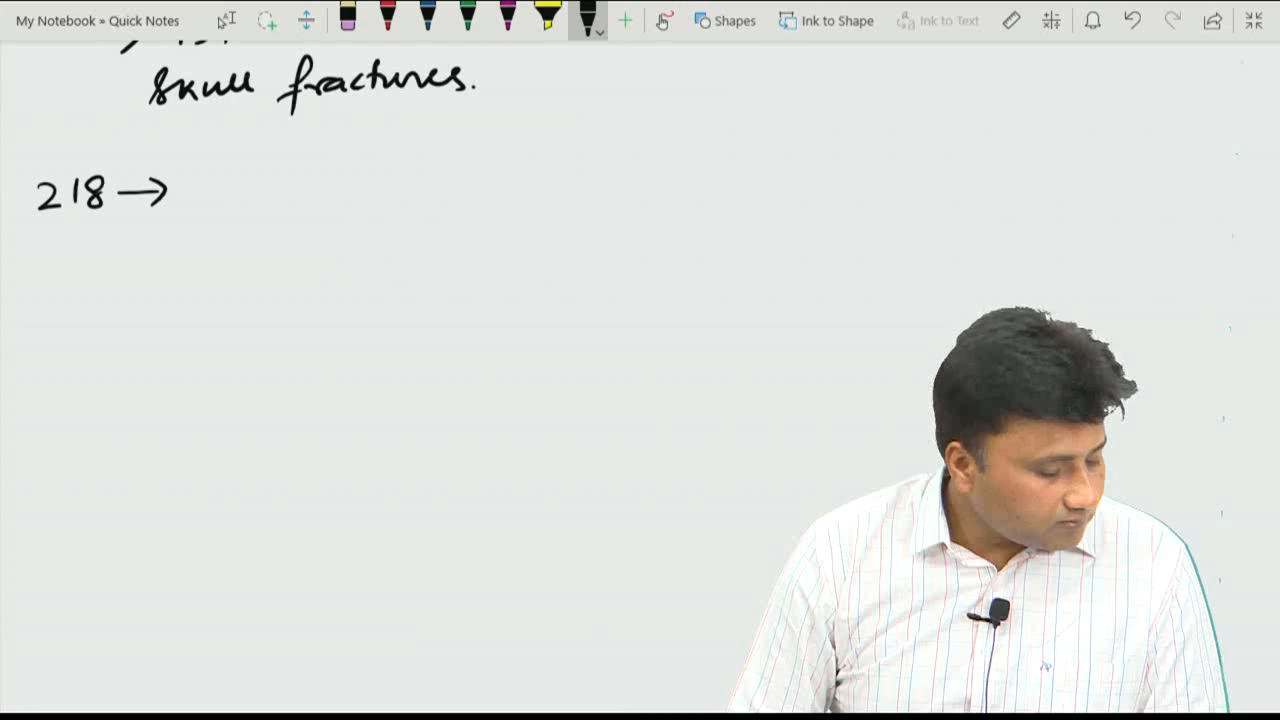 My Notebook » Quick Notes
Shapes
Ink to Shape
Ink to Text
skull fractures.
218 →